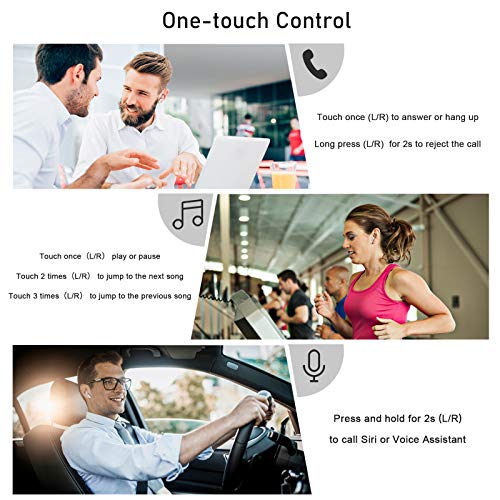 One-touch Control
Touch once (L/R) to answer or hang up
Long press (L/R) for 2s to reject the call
Touch once (L/R) play or pause
Touch 2 times (L/R) to jump to the next song
Touch 3 times (L/R) to jump to the previous song
Press and hold for 2s (L/R)
to call Siri or Voice Assistant